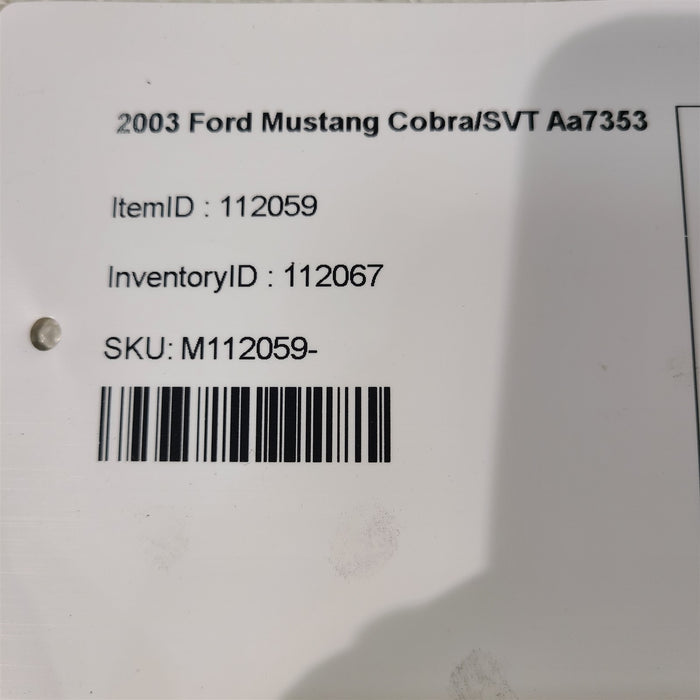 2003 Ford Mustang Cobra/SVT Aa7353
ItemID : 112059
InventoryID : 112067
SKU: M112059-